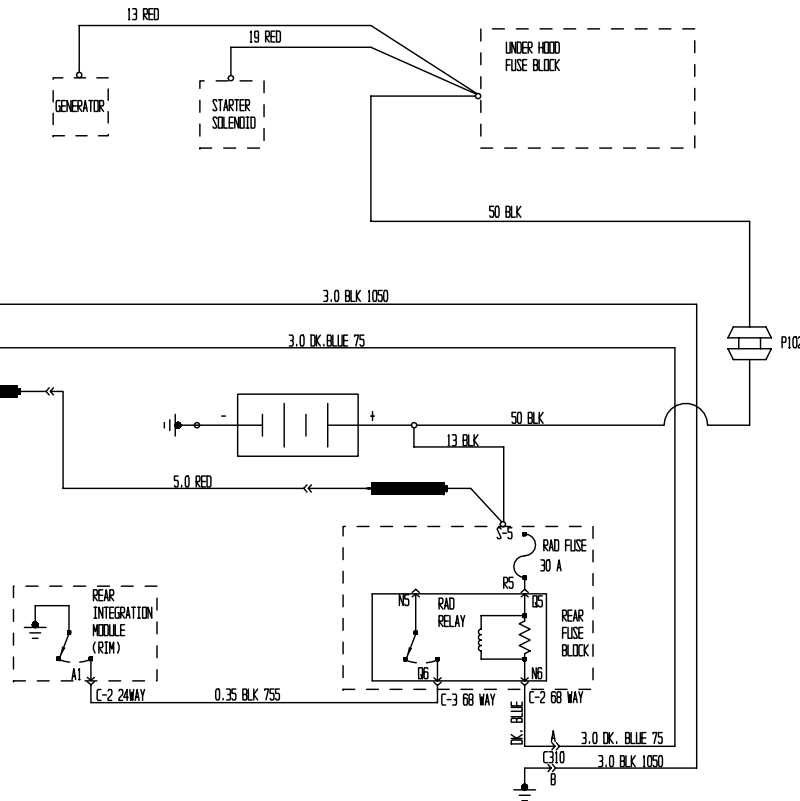 13 RED
19 RED
UNDER HOOD
FUSE BLOCK
GENERATOR
STARTER
SOLENOID
50 BLK
3.0 BLK 1050
3.0 DK.BLUE 75
P102
-
+
50 BLK
13 BLK
5.0 RED
S-5
RAD FUSE
30 A
R5
N5
RAD
RELAY
Q5
REAR
FUSE
BLOCK
REAR
INTEGRATION
MODULE
(RIM)
A1
Q6
N6
C-2 24WAY
0.35 BLK 755
C-3 68 WAY
C-2 68 WAY
DK. BLUE
A
3.0 DK. BLUE 75
C310
3.0 BLK 1050
B